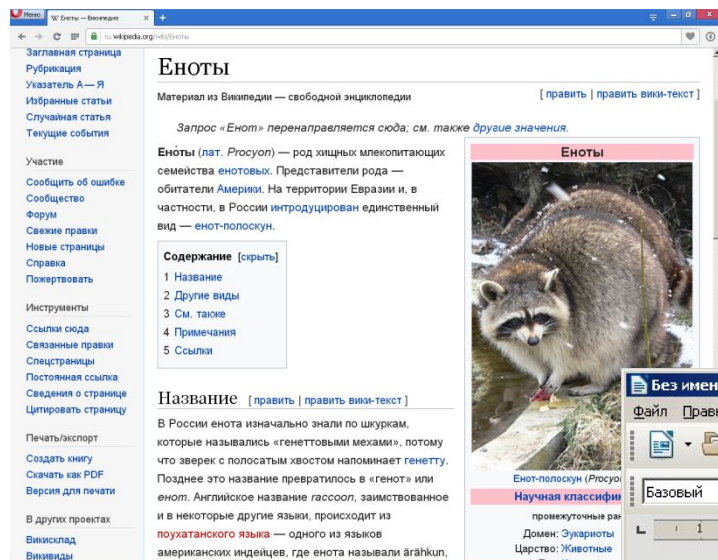 Меню
Еноты — Википедия
ru.wikipedia.org/wiki/Еноты
Заглавная страница
Рубрикация
Указатель А — Я
Избранные статьи
Случайная статья
Текущие события
Участие
Сообщить об ошибке
Сообщество
Форум
Свежие правки
Новые страницы
Справка
Пожертвовать
Инструменты
Ссылки сюда
Связанные правки
Спецстраницы
Постоянная ссылка
Сведения о странице
Цитировать страницу
Печать/экспорт
Создать книгу
Скачать как PDF
Версия для печати
В других проектах
Викисклад
Викивиды
Еноты
Материал из Википедии — свободной энциклопедии
[ править | править вики-текст ]
Запрос «Енот» перенаправляется сюда; см. также другие значения.
Ено́ты (лат. Procyon) — род хищных млекопитающих
семейства енотовых. Представители рода —
обитатели Америки. На территории Евразии и, в
частности, в России интродуцирован единственный
вид — енот-полоскун.
Содержание [скрыть]
1 Название
2 Другие виды
3 См. также
4 Примечания
5 Ссылки
Название [ править | править вики-текст ]
В России енота изначально знали по шкуркам,
которые назывались «генеттовыми мехами», потому
что зверек с полосатым хвостом напоминает генетту.
Позднее это название превратилось в «генот» или
енот. Английское название raccoon, заимствованное
и в некоторые другие языки, происходит из
поухатанского языка — одного из языков
американских индейцев, где енота называли ärähkun,
Еноты
Енот-полоскун (Procyo
Научная классифи
промежуточные ран
Домен: Эукариоты
Царство: Животные
Без имен
Файл Прав
Базовый
1